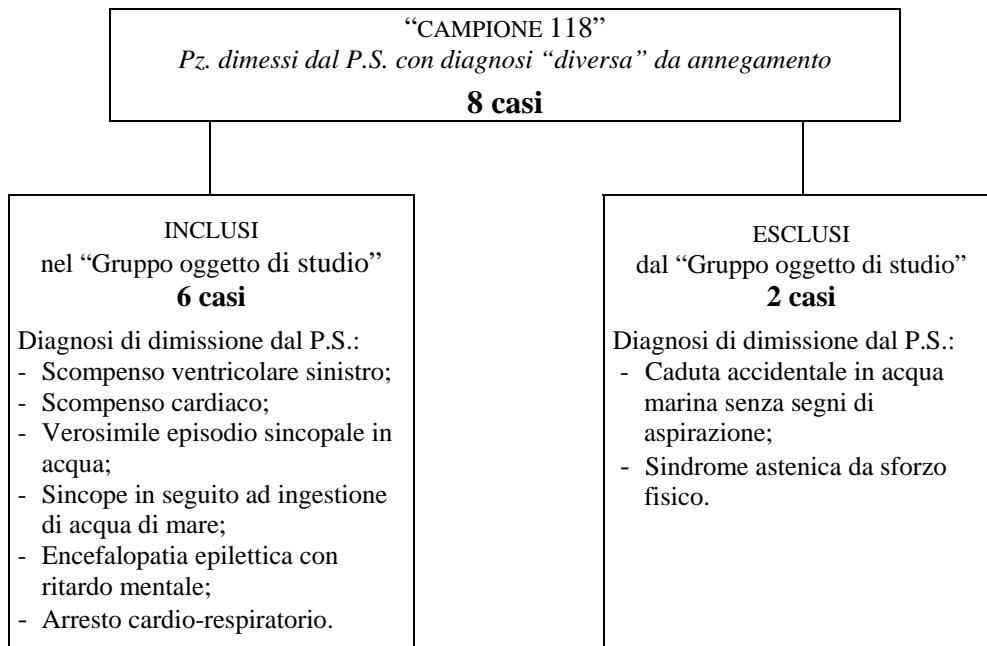 “CAMPIONE 118”
Pz. dimessi dal P.S. con diagnosi “diversa” da annegamento
8 casi
INCLUSI
nel “Gruppo oggetto di studio”
6 casi
Diagnosi di dimissione dal P.S.:
- Scompenso ventricolare sinistro;
- Scompenso cardiaco;
- Verosimile episodio sincopale in
acqua;
- Sincope in seguito ad ingestione
di acqua di mare;
- Encefalopatia epilettica con
ritardo mentale;
- Arresto cardio-respiratorio.
ESCLUSI
dal “Gruppo oggetto di studio”
2 casi
Diagnosi di dimissione dal P.S.:
- Caduta accidentale in acqua
marina senza segni di
aspirazione;
- Sindrome astenica da sforzo
fisico.